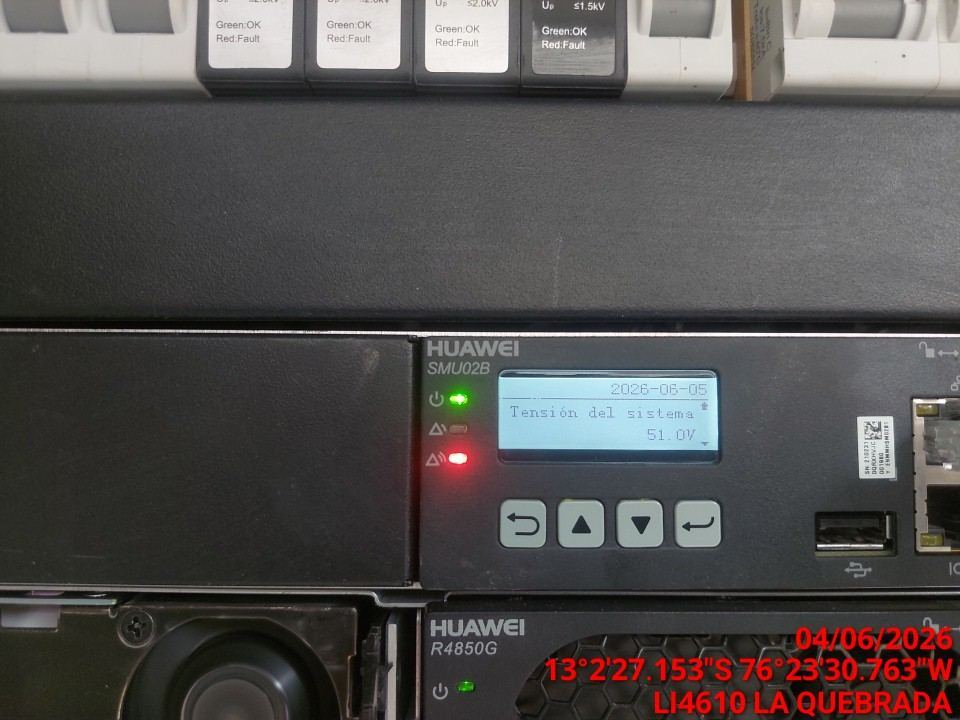 Up ≤2.0kV
Up ≤1.5kV
Green:OK
Red:Fault
Green:OK
Red:Fault
Green:OK
Red:Fault
Green:OK
Red:Fault
HUAWEI
SMU02B
2026-06-05
Tensión del sistema
51.0V
HUAWEI
R4850G
04/06/2026
13°2'27.153"S 76°23'30.763"W
LI4610 LA QUEBRADA